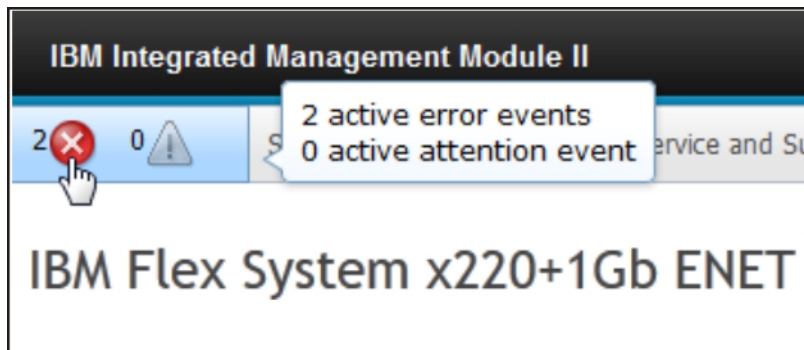 IBM Integrated Management Module II
2 active error events
0 active attention event
2
0
ervice and Su
IBM Flex System x220+1Gb ENET